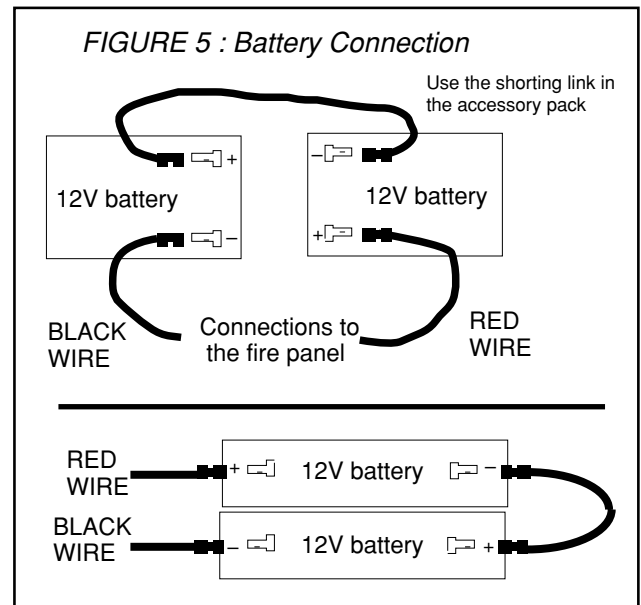 FIGURE 5 : Battery Connection
Use the shorting link in
the accessory pack
+
–
12V battery
12V battery
–
+
BLACK
WIRE
Connections to
the fire panel
RED
WIRE
RED
WIRE
+ 12V battery –
BLACK
WIRE
– 12V battery +